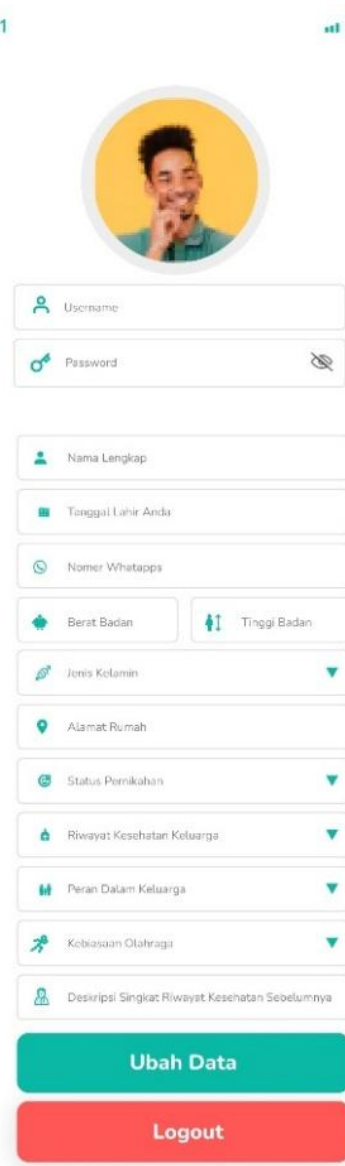 1
Username
Password
Nama Lengkap
Tanggal Lahir Anda
Nomer Whatapps
Berat Badan
Tinggi Badan
Jenis Kelamin
Alamat Rumah
Status Pernikahan
Riwayat Kesehatan Keluarga
Peran Dalam Keluarga
Kebiasaan Olahraga
Deskripsi Singkat Riwayat Kesehatan Sebelumnya
Ubah Data
Logout